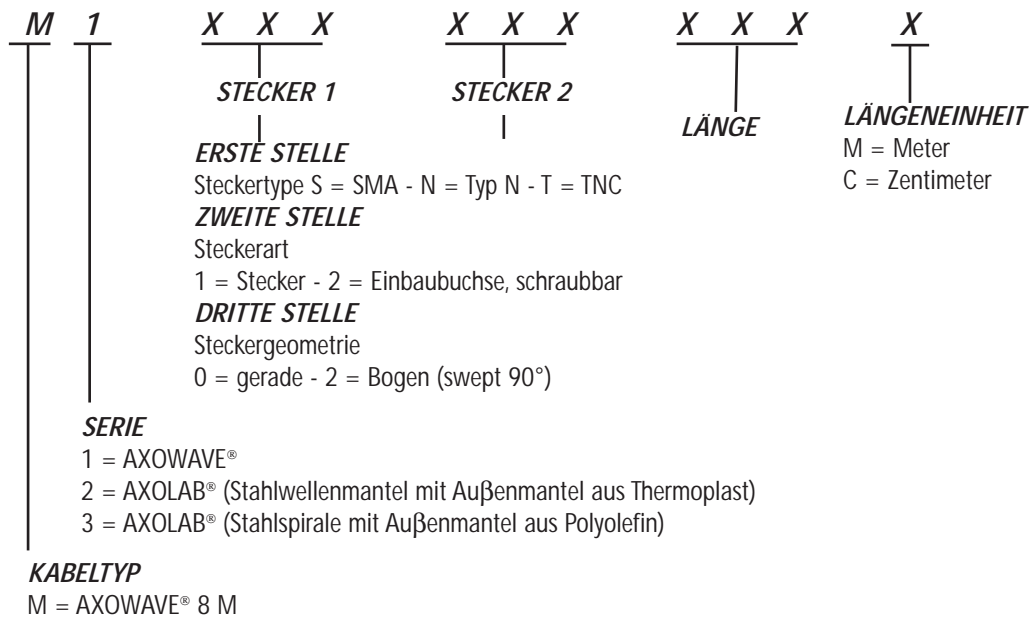 M 1 X X X X X X X X X X
STECKER 1 STECKER 2
LÄNGE
LÄNGENEINHEIT
M = Meter
C = Zentimeter
ERSTE STELLE
Steckertype S = SMA - N = Typ N - T = TNC
ZWEITE STELLE
Steckerart
1 = Stecker - 2 = Einbaubuchse, schraubbar
DRITTE STELLE
Steckergeometrie
0 = gerade - 2 = Bogen (swept 90°)
SERIE
1 = AXOWAVE®
2 = AXOLAB® (Stahlwellenmantel mit Auβenmantel aus Thermoplast)
3 = AXOLAB® (Stahlspirale mit Auβenmantel aus Polyolefin)
KABELTYP
M = AXOWAVE® 8 M